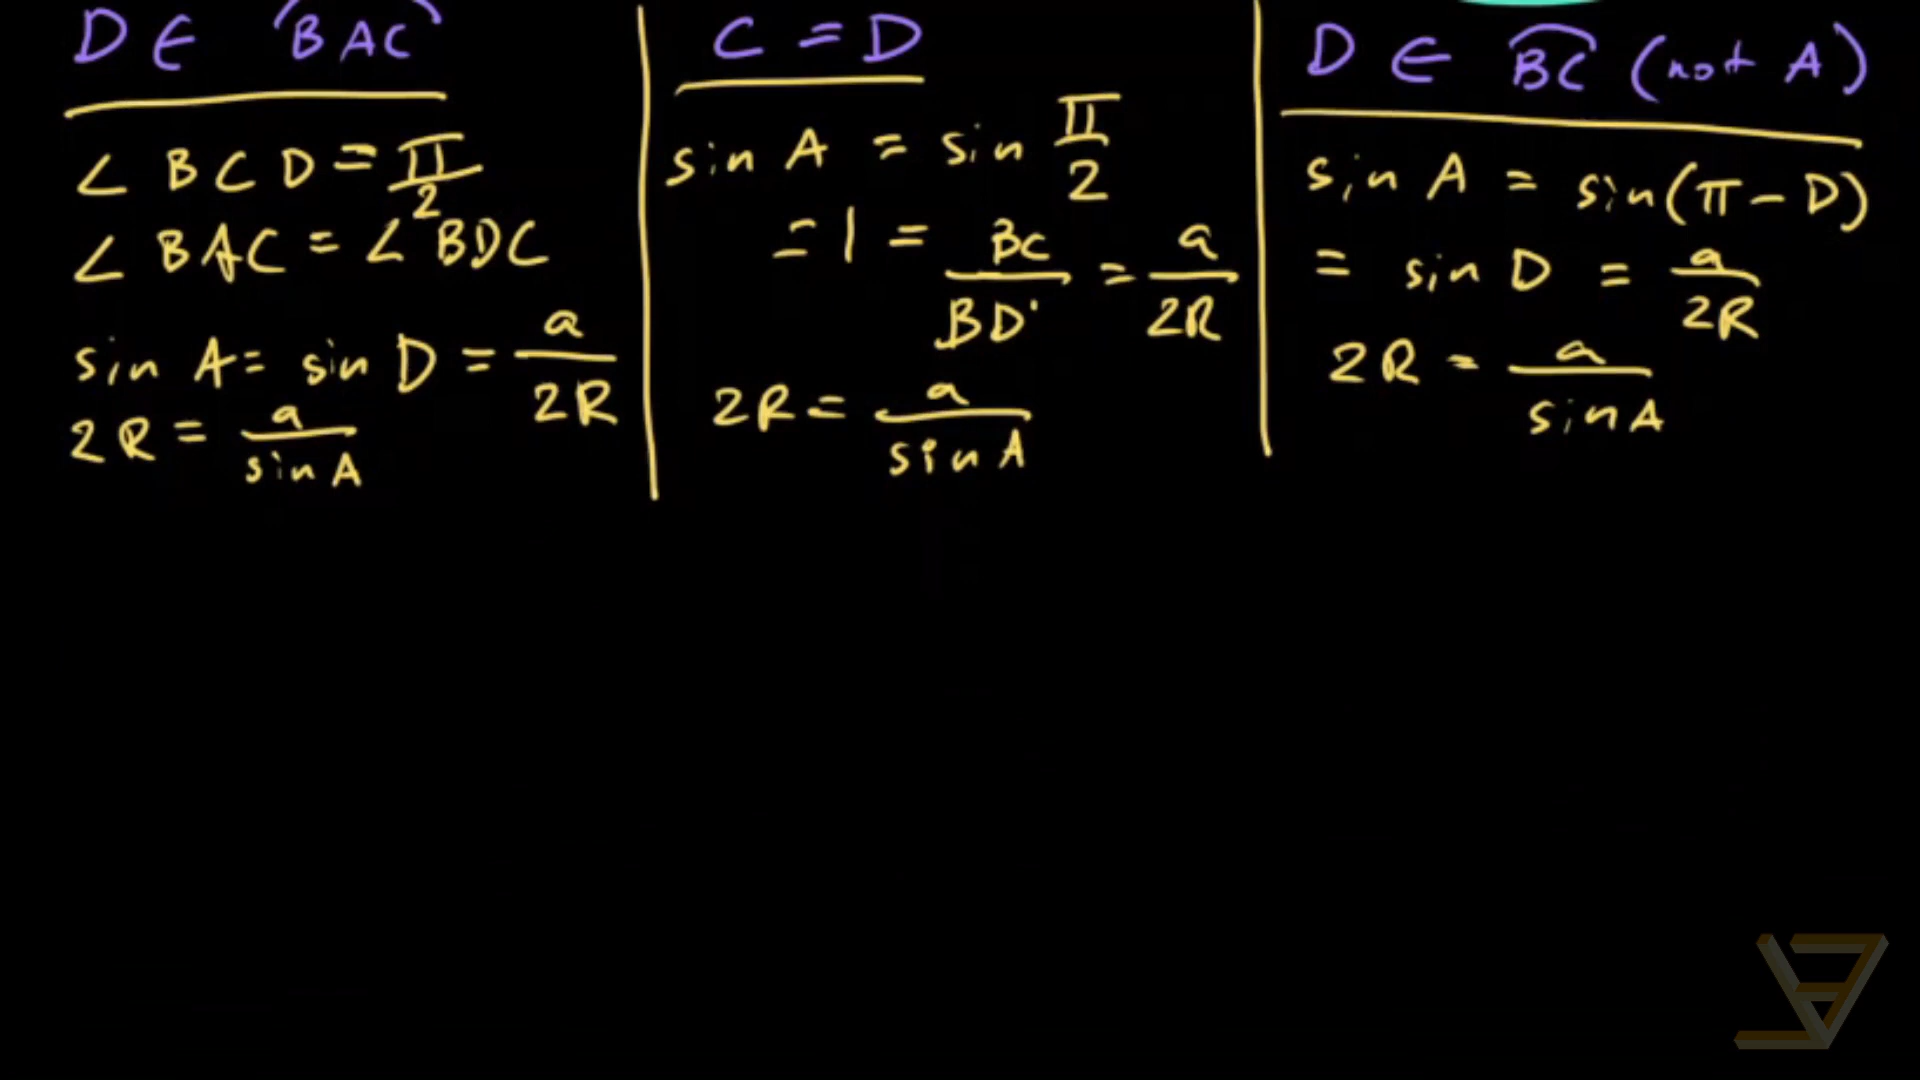 D ∈ BAC
∠ BCD = π/2
∠ BAC = ∠ BDC
sin A = sin D = a/2R
2R = a/sin A
C = D
sin A = sin π/2
= 1 = BC/BD = a/2R
2R = a/sin A
D ∈ BC (not A)
sin A = sin(π - D)
= sin D = a/2R
2R = a/sin A